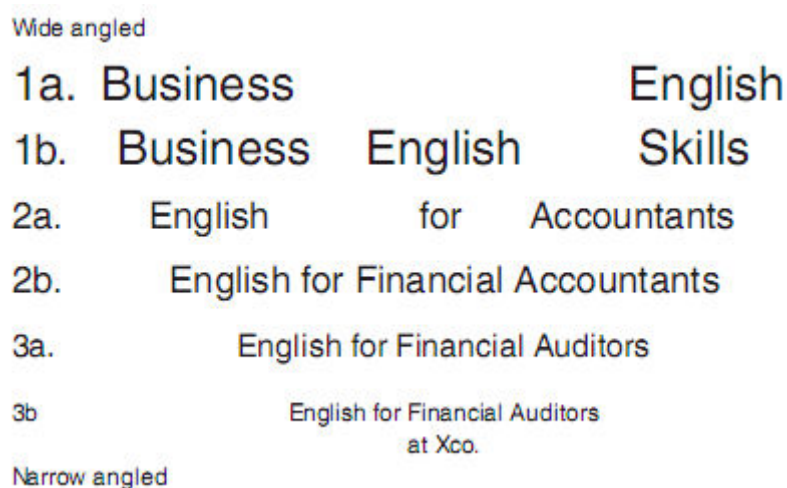 Wide angled
1a. Business English
1b. Business English Skills
2a. English for Accountants
2b. English for Financial Accountants
3a. English for Financial Auditors
3b English for Financial Auditors
at Xco.
Narrow angled